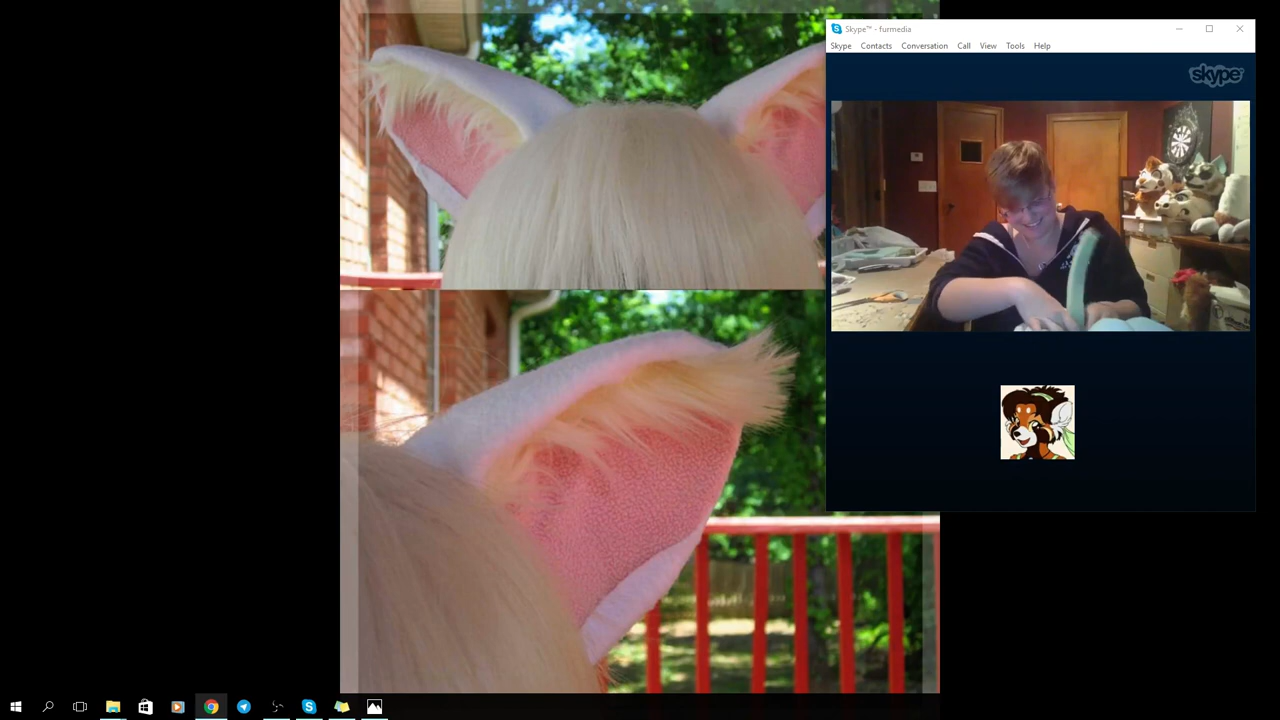 Skype™ - furmedia
Skype Contacts Conversation Call View Tools Help
skype